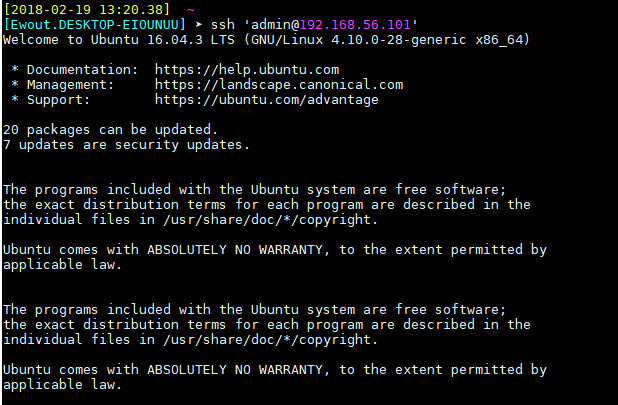 [2018-02-19 13:20.38]  ~
[Ewout.DESKTOP-EIOUNUU] ➤ ssh 'admin@192.168.56.101'
Welcome to Ubuntu 16.04.3 LTS (GNU/Linux 4.10.0-28-generic x86_64)
 * Documentation:  https://help.ubuntu.com
 * Management:     https://landscape.canonical.com
 * Support:        https://ubuntu.com/advantage
20 packages can be updated.
7 updates are security updates.
The programs included with the Ubuntu system are free software;
the exact distribution terms for each program are described in the
individual files in /usr/share/doc/*/copyright.
Ubuntu comes with ABSOLUTELY NO WARRANTY, to the extent permitted by
applicable law.
The programs included with the Ubuntu system are free software;
the exact distribution terms for each program are described in the
individual files in /usr/share/doc/*/copyright.
Ubuntu comes with ABSOLUTELY NO WARRANTY, to the extent permitted by
applicable law.